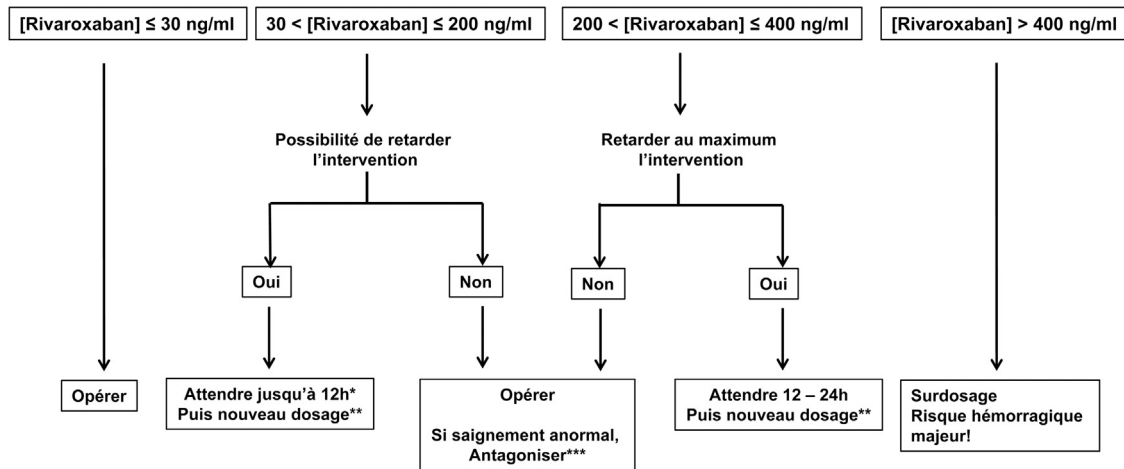 [Rivaroxaban] ≤ 30 ng/ml
30 < [Rivaroxaban] ≤ 200 ng/ml
200 < [Rivaroxaban] ≤ 400 ng/ml
[Rivaroxaban] > 400 ng/ml
Possibilité de retarder
l’intervention
Retarder au maximum
l’intervention
Oui
Non
Non
Oui
Opérer
Attendre jusqu’à 12h*
Puis nouveau dosage**
Opérer
Si saignement anormal,
Antagoniser***
Attendre 12 – 24h
Puis nouveau dosage**
Surdosage
Risque hémorragique
majeur!